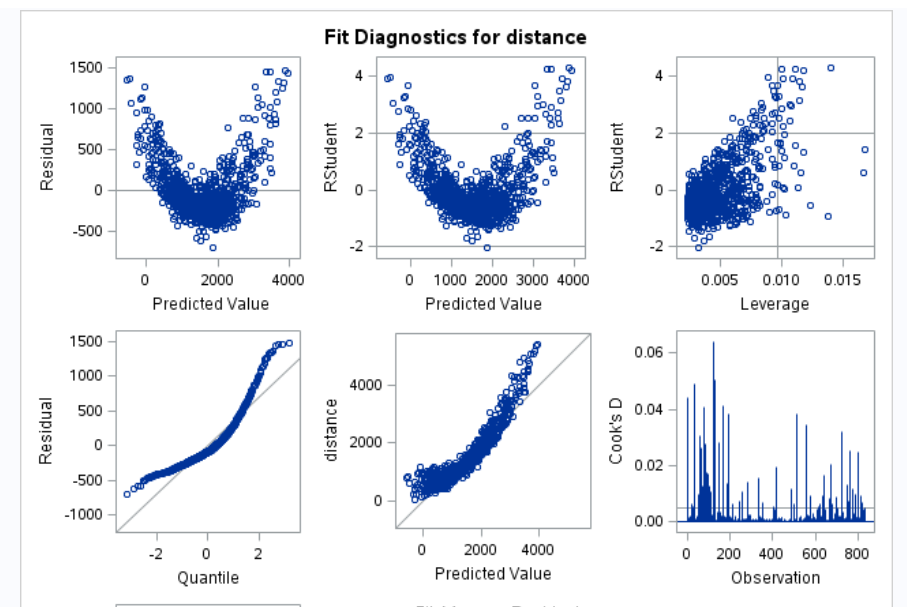 Fit Diagnostics for distance
1500
1000
500
0
-500
Residual
0 2000 4000
Predicted Value
4
2
0
-2
RStudent
0 1000 2000 3000 4000
Predicted Value
4
2
0
-2
RStudent
0.005 0.010 0.015
Leverage
1500
1000
500
0
-500
-1000
Residual
-2 0 2
Quantile
4000
2000
0
distance
0 2000 4000
Predicted Value
0.06
0.04
0.02
0.00
Cook's D
0 200 400 600 800
Observation